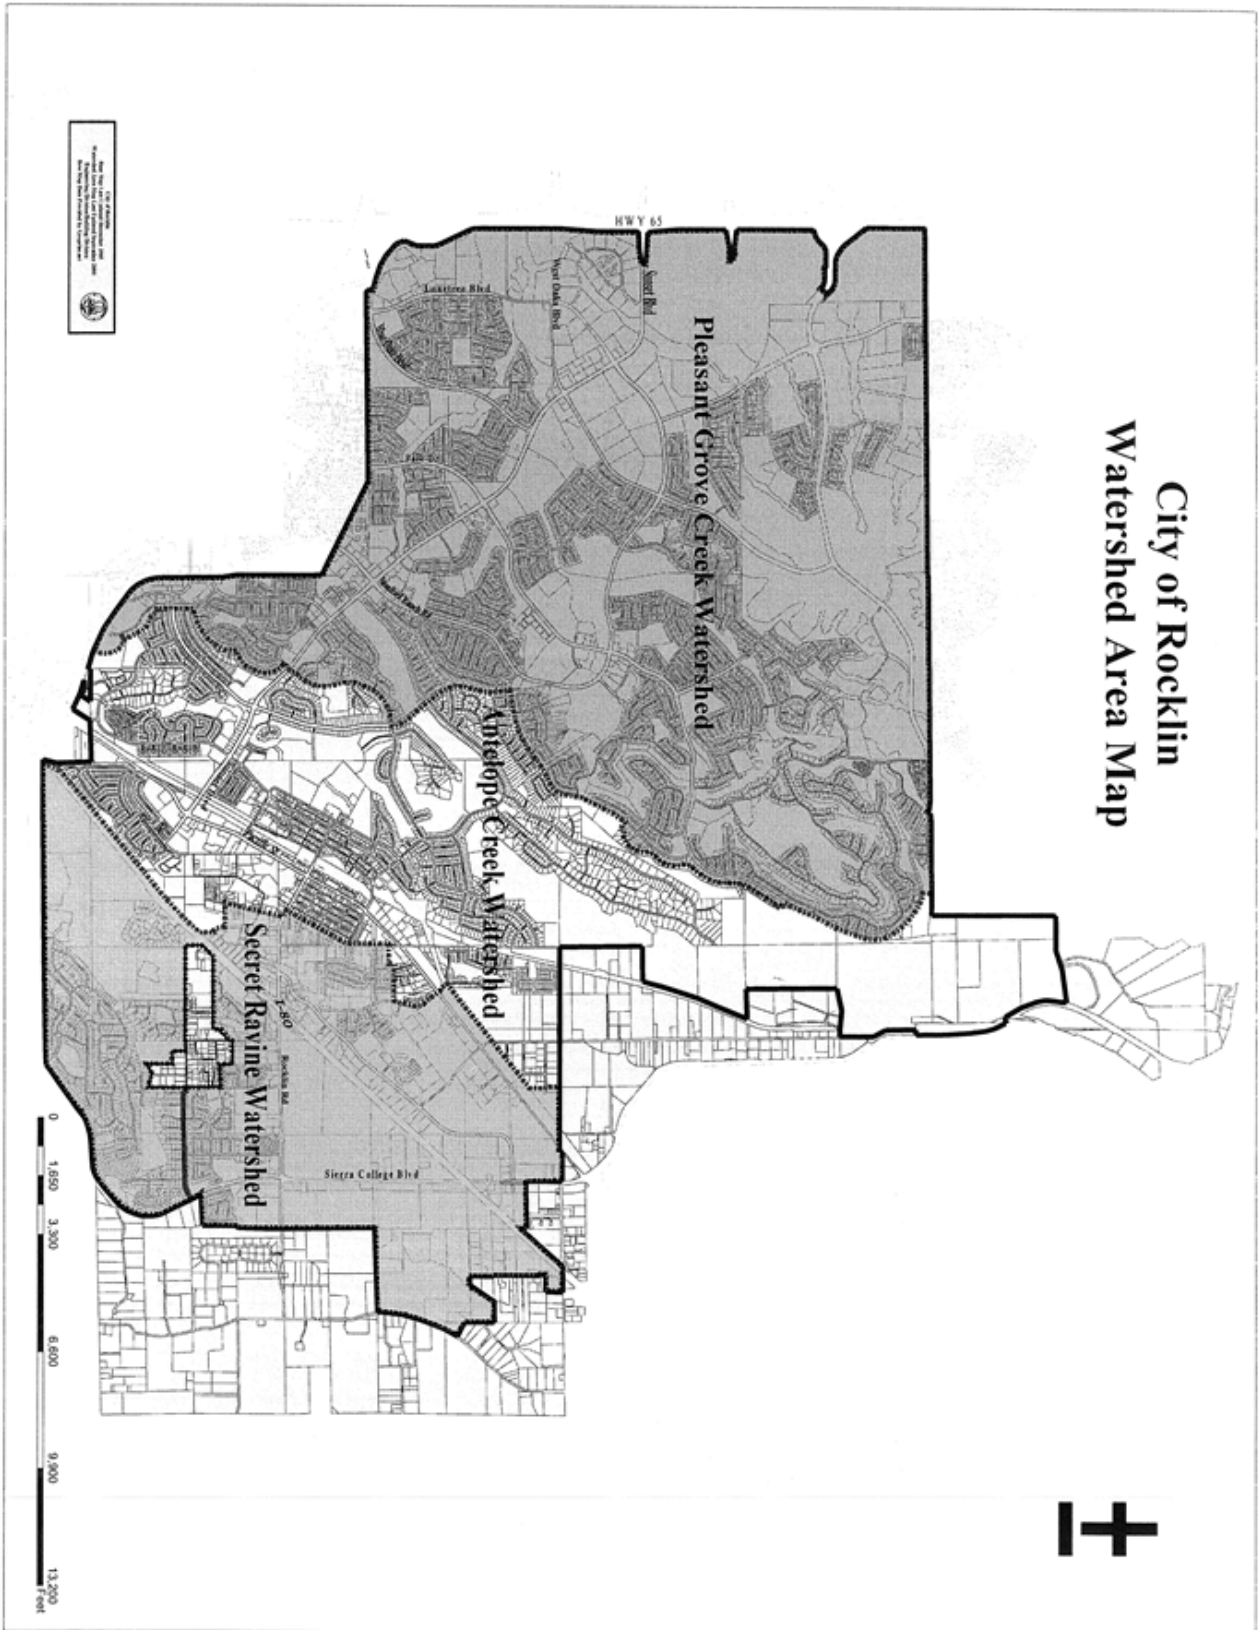 City of Rocklin
Watershed Area Map
HWY 65
Sunset Blvd
West Oaks Blvd
Lonetree Blvd
Pleasant Grove Creek Watershed
Antelope Creek Watershed
Secret Ravine Watershed
I-80
Rocklin Rd
Sierra College Blvd
0
1,650
3,300
6,600
9,900
13,200
Feet